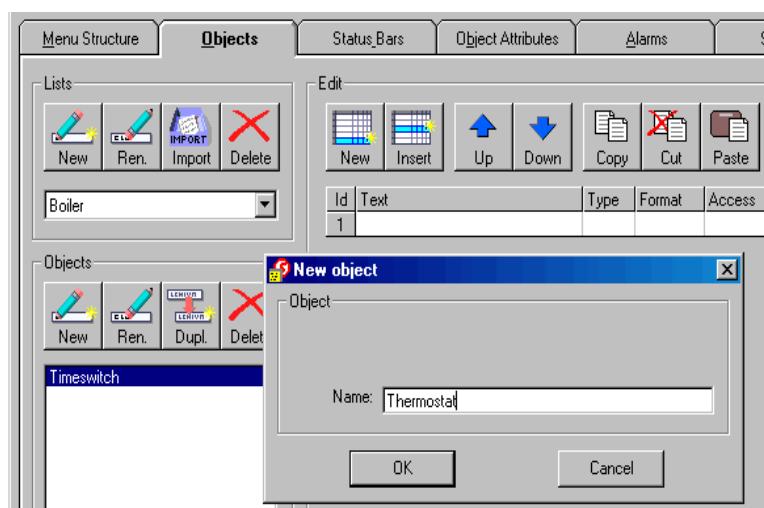 Menu Structure
Objects
Status Bars
Object Attributes
Alarms
S
Lists
New
Ren.
IMPORT
Import
Delete
Boiler
Edit
New
Insert
Up
Down
Copy
Cut
Paste
Id Text Type Format Access
1
Objects
New
Ren.
Dupl.
Delet
Timeswitch
New object
Object
Name: Thermostat
OK
Cancel